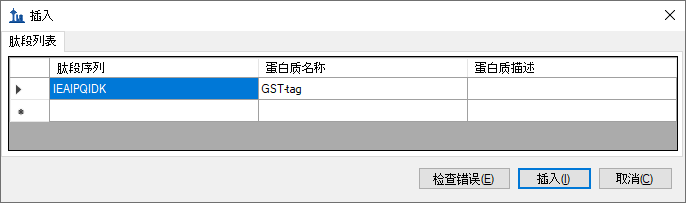 插入
肽段列表
肽段序列 蛋白质名称 蛋白质描述
IEAIPQIDK GST-tag
检查错误(E) 插入(I) 取消(C)